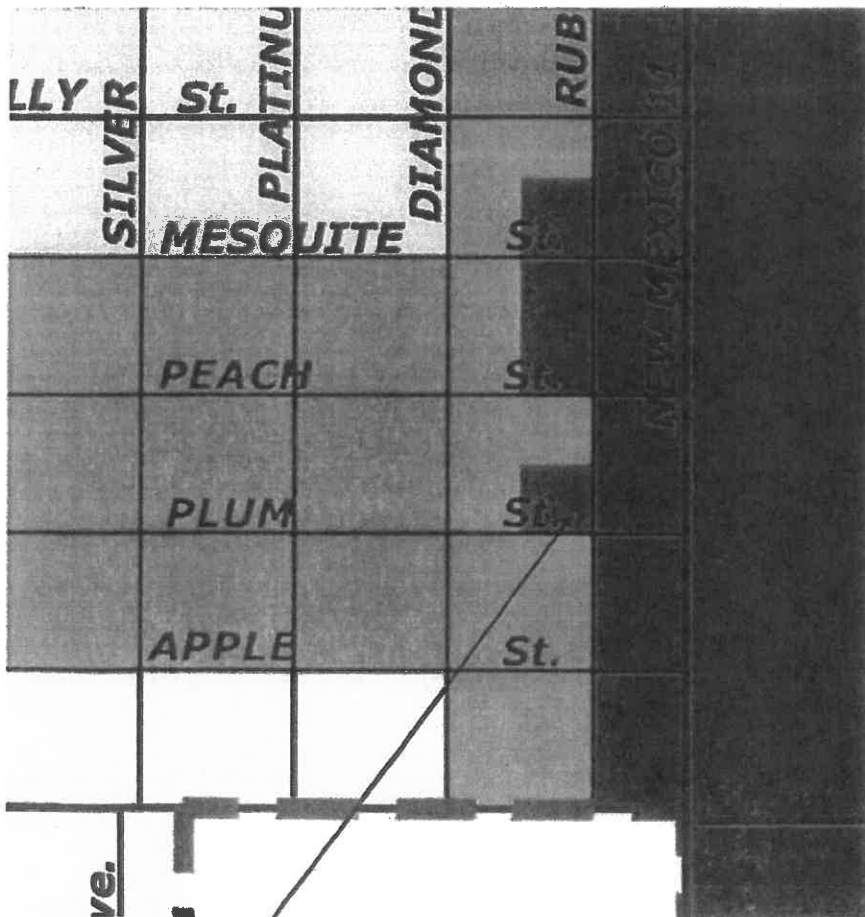 LLY St.
SILVER
PLATINU
DIAMOND
RUB
NEW MEXICO
MESQUITE St.
PEACH St.
PLUM St.
APPLE St.
ve.